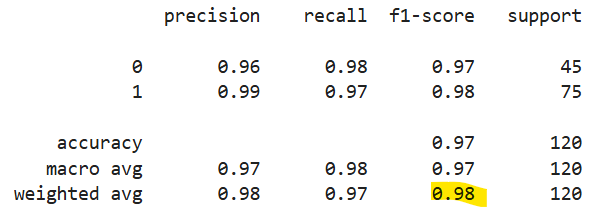 precision recall f1-score support
0 0.96 0.98 0.97 45
1 0.99 0.97 0.98 75
accuracy 0.97 120
macro avg 0.97 0.98 0.97 120
weighted avg 0.98 0.97 0.98 120